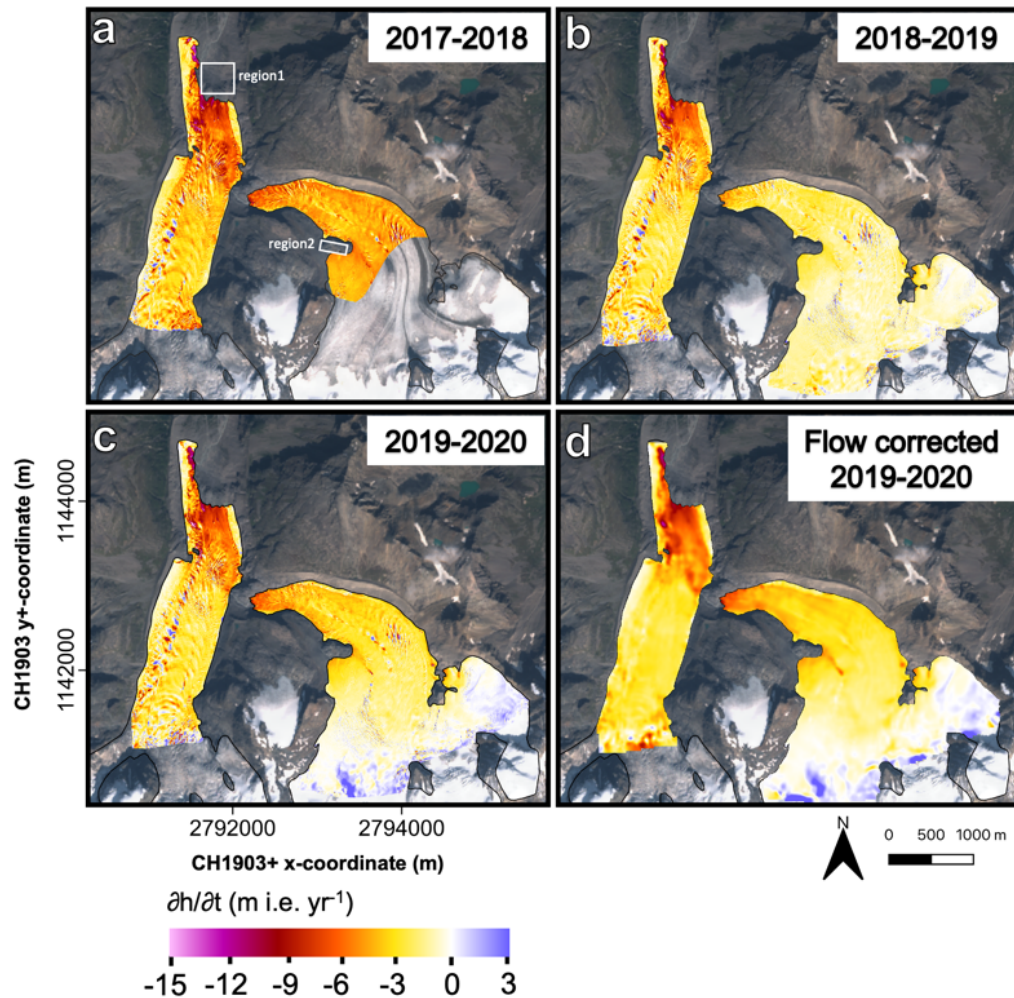 a
2017-2018
region1
region2
b
2018-2019
c
2019-2020
d
Flow corrected
2019-2020
CH1903 y+-coordinate (m)
1144000
1142000
2792000
2794000
CH1903+ x-coordinate (m)
N
0 500 1000 m
∂h/∂t (m i.e. yr⁻¹)
-15 -12 -9 -6 -3 0 3